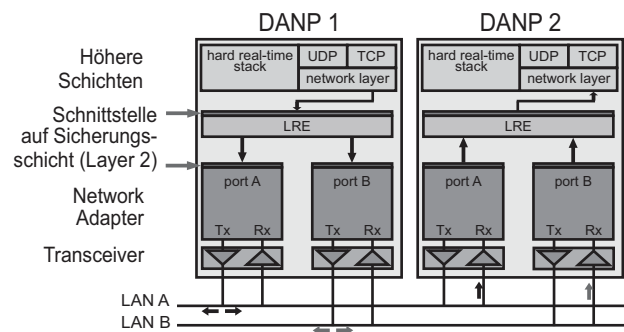 DANP 1
DANP 2
Höhere
Schichten
hard real-time
stack
UDP
TCP
network layer
hard real-time
stack
UDP
TCP
network layer
Schnittstelle
auf Sicherungs-
schicht (Layer 2)
LRE
LRE
Network
Adapter
port A
port B
port A
port B
Tx
Rx
Tx
Rx
Tx
Rx
Tx
Rx
Transceiver
LAN A
LAN B